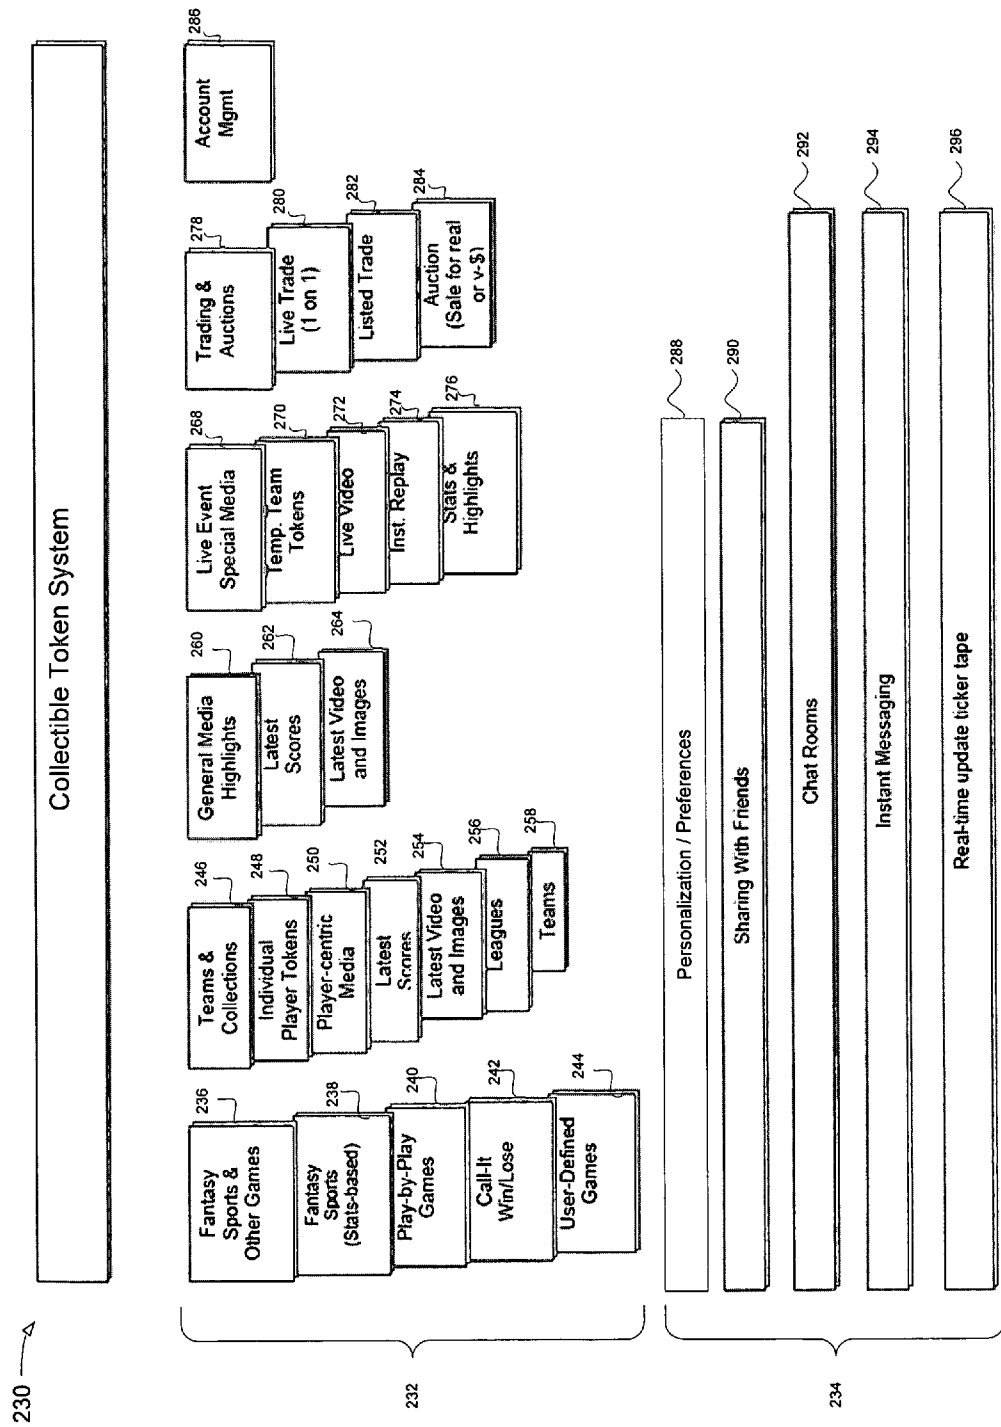 230
Collectible Token System
232
236
Fantasy
Sports &
Other Games
238
Fantasy
Sports
(Stats-based)
240
Play-by-Play
Games
242
Call-It
Win/Lose
244
User-Defined
Games
246
Teams &
Collections
248
Individual
Player Tokens
250
Player-centric
Media
252
Latest
Scores
254
Latest Video
and Images
256
Leagues
258
Teams
260
General Media
Highlights
262
Latest
Scores
264
Latest Video
and Images
268
Live Event
Special Media
270
Temp. Team
Tokens
272
Live Video
274
Inst. Replay
276
Stats &
Highlights
278
Trading &
Auctions
280
Live Trade
(1 on 1)
282
Listed Trade
284
Auction
(Sale for real
or v-$)
286
Account
Mgmt
234
Personalization / Preferences
288
Sharing With Friends
290
Chat Rooms
292
Instant Messaging
294
Real-time update ticker tape
296